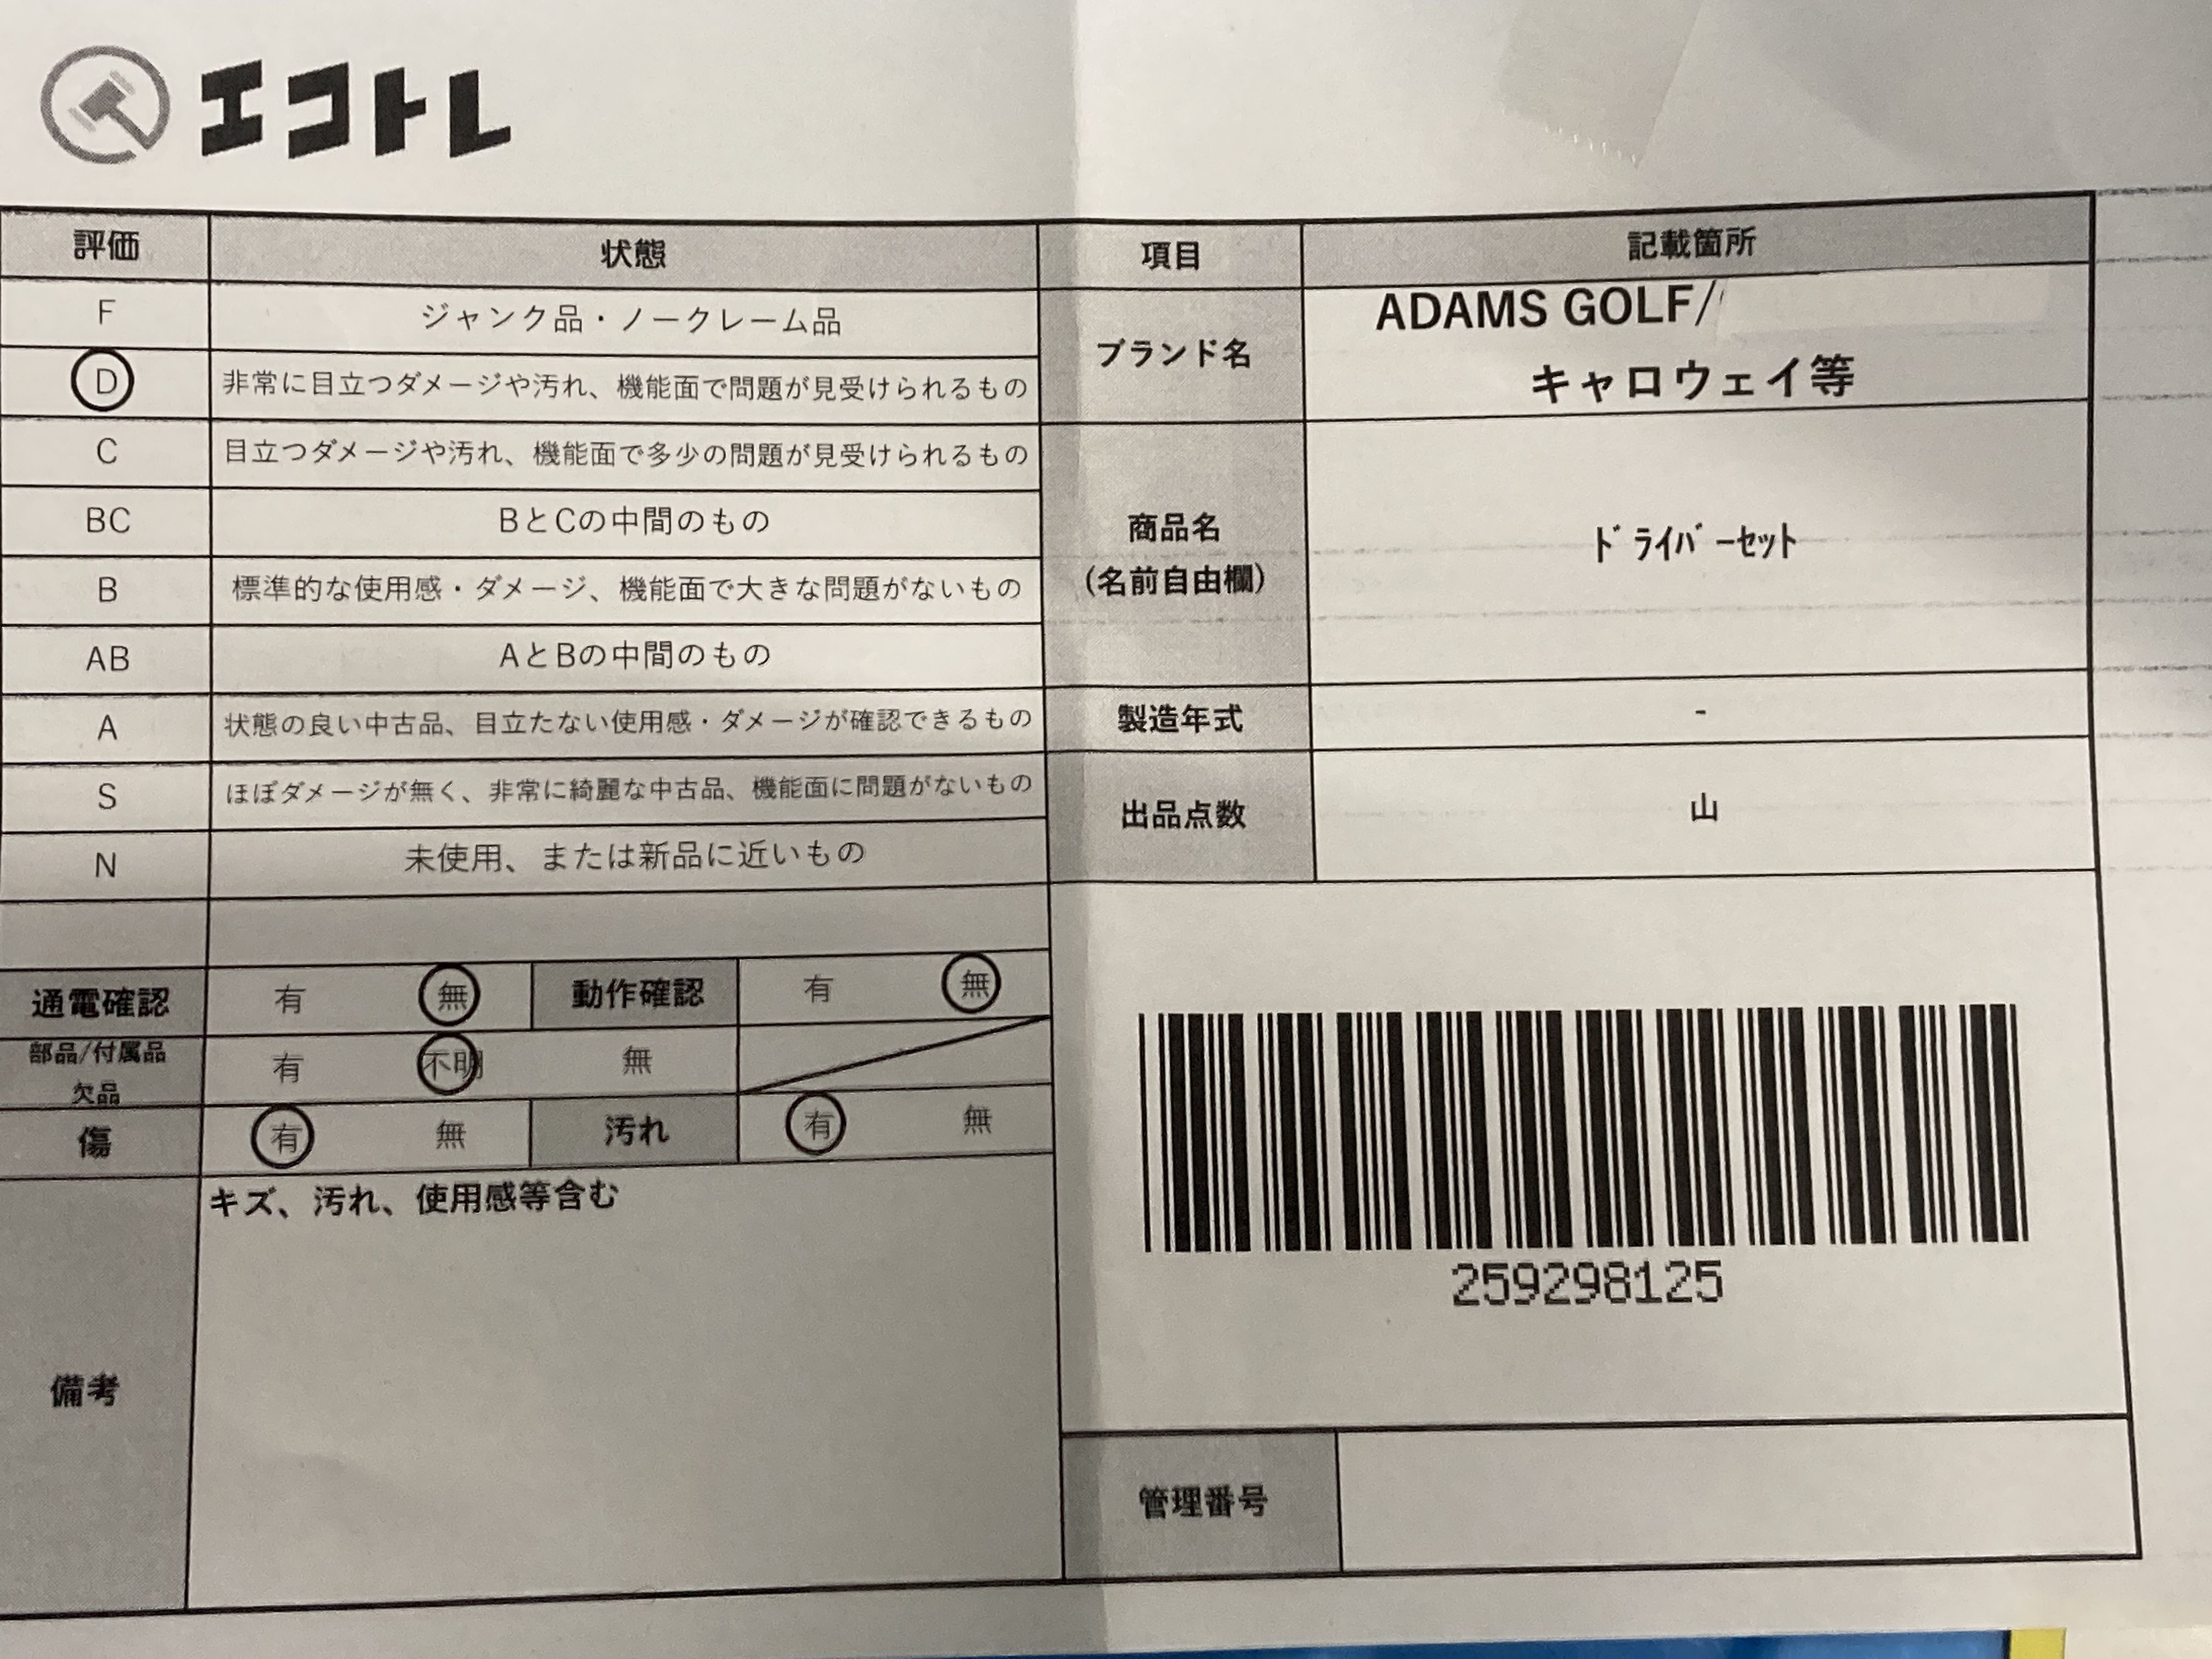 エコトレ
評価 状態 項目 記載箇所
F ジャンク品・ノークレーム品
D 非常に目立つダメージや汚れ、機能面で問題が見受けられるもの
C 目立つダメージや汚れ、機能面で多少の問題が見受けられるもの
BC BとCの中間のもの
B 標準的な使用感・ダメージ、機能面で大きな問題がないもの
AB AとBの中間のもの
A 状態の良い中古品、目立たない使用感・ダメージが確認できるもの
S ほぼダメージが無く、非常に綺麗な中古品、機能面に問題がないもの
N 未使用、または新品に近いもの
通電確認 有 無 動作確認 有 無
部品/付属品
欠品 有 不明 無
傷 有 無 汚れ 有 無
備考 キズ、汚れ、使用感等含む
ブランド名 ADAMS GOLF/
キャロウェイ等
商品名
(名前自由欄) ﾄﾞﾗｲﾊﾞｰｾｯﾄ
製造年式 -
出品点数 山
259298125
管理番号